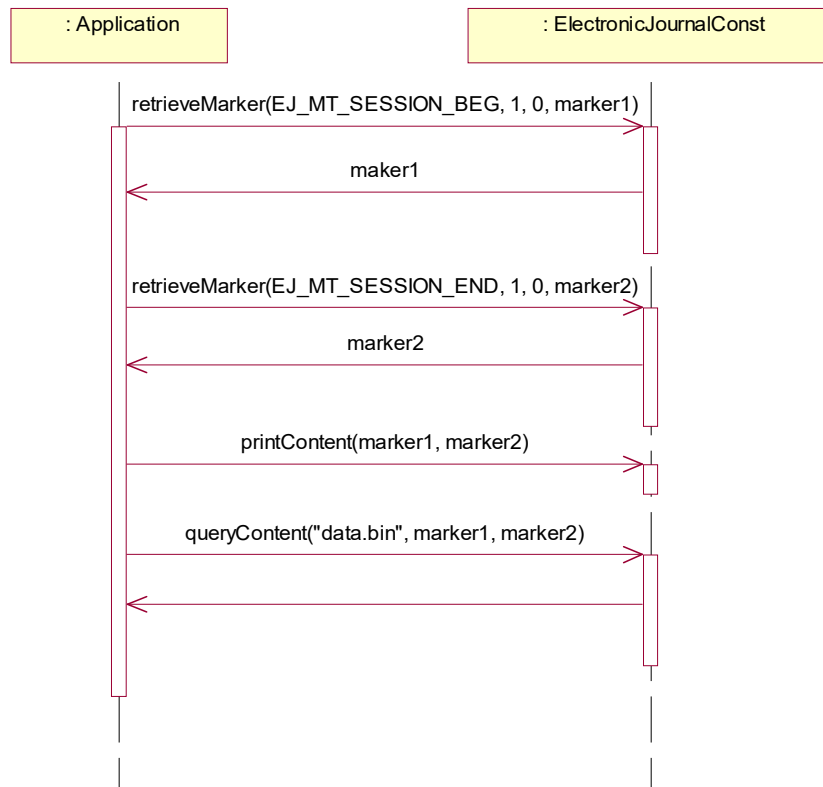 : Application
: ElectronicJournalConst
retrieveMarker(EJ_MT_SESSION_BEG, 1, 0, marker1)
maker1
retrieveMarker(EJ_MT_SESSION_END, 1, 0, marker2)
marker2
printContent(marker1, marker2)
queryContent("data.bin", marker1, marker2)